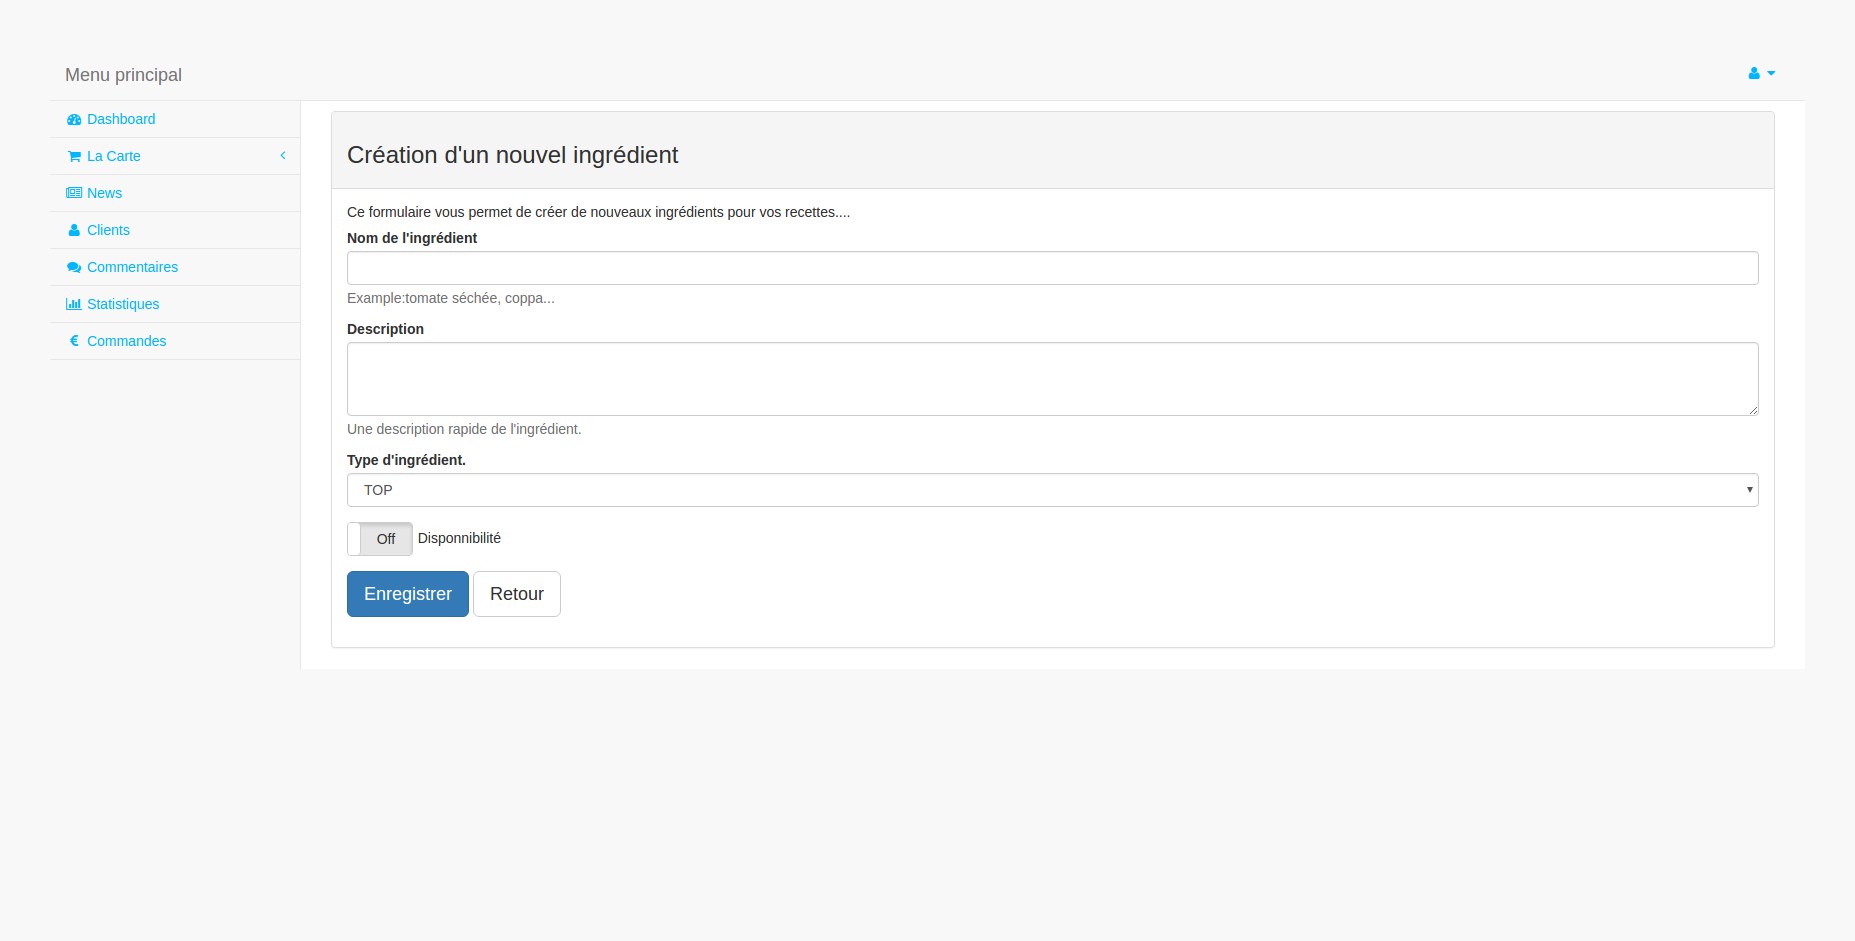 Menu principal
Dashboard
La Carte
News
Clients
Commentaires
Statistiques
Commandes
Création d'un nouvel ingrédient
Ce formulaire vous permet de créer de nouveaux ingrédients pour vos recettes....
Nom de l'ingrédient
Example:tomate séchée, coppa...
Description
Une description rapide de l'ingrédient.
Type d'ingrédient.
TOP
Off Disponnibilité
Enregistrer Retour